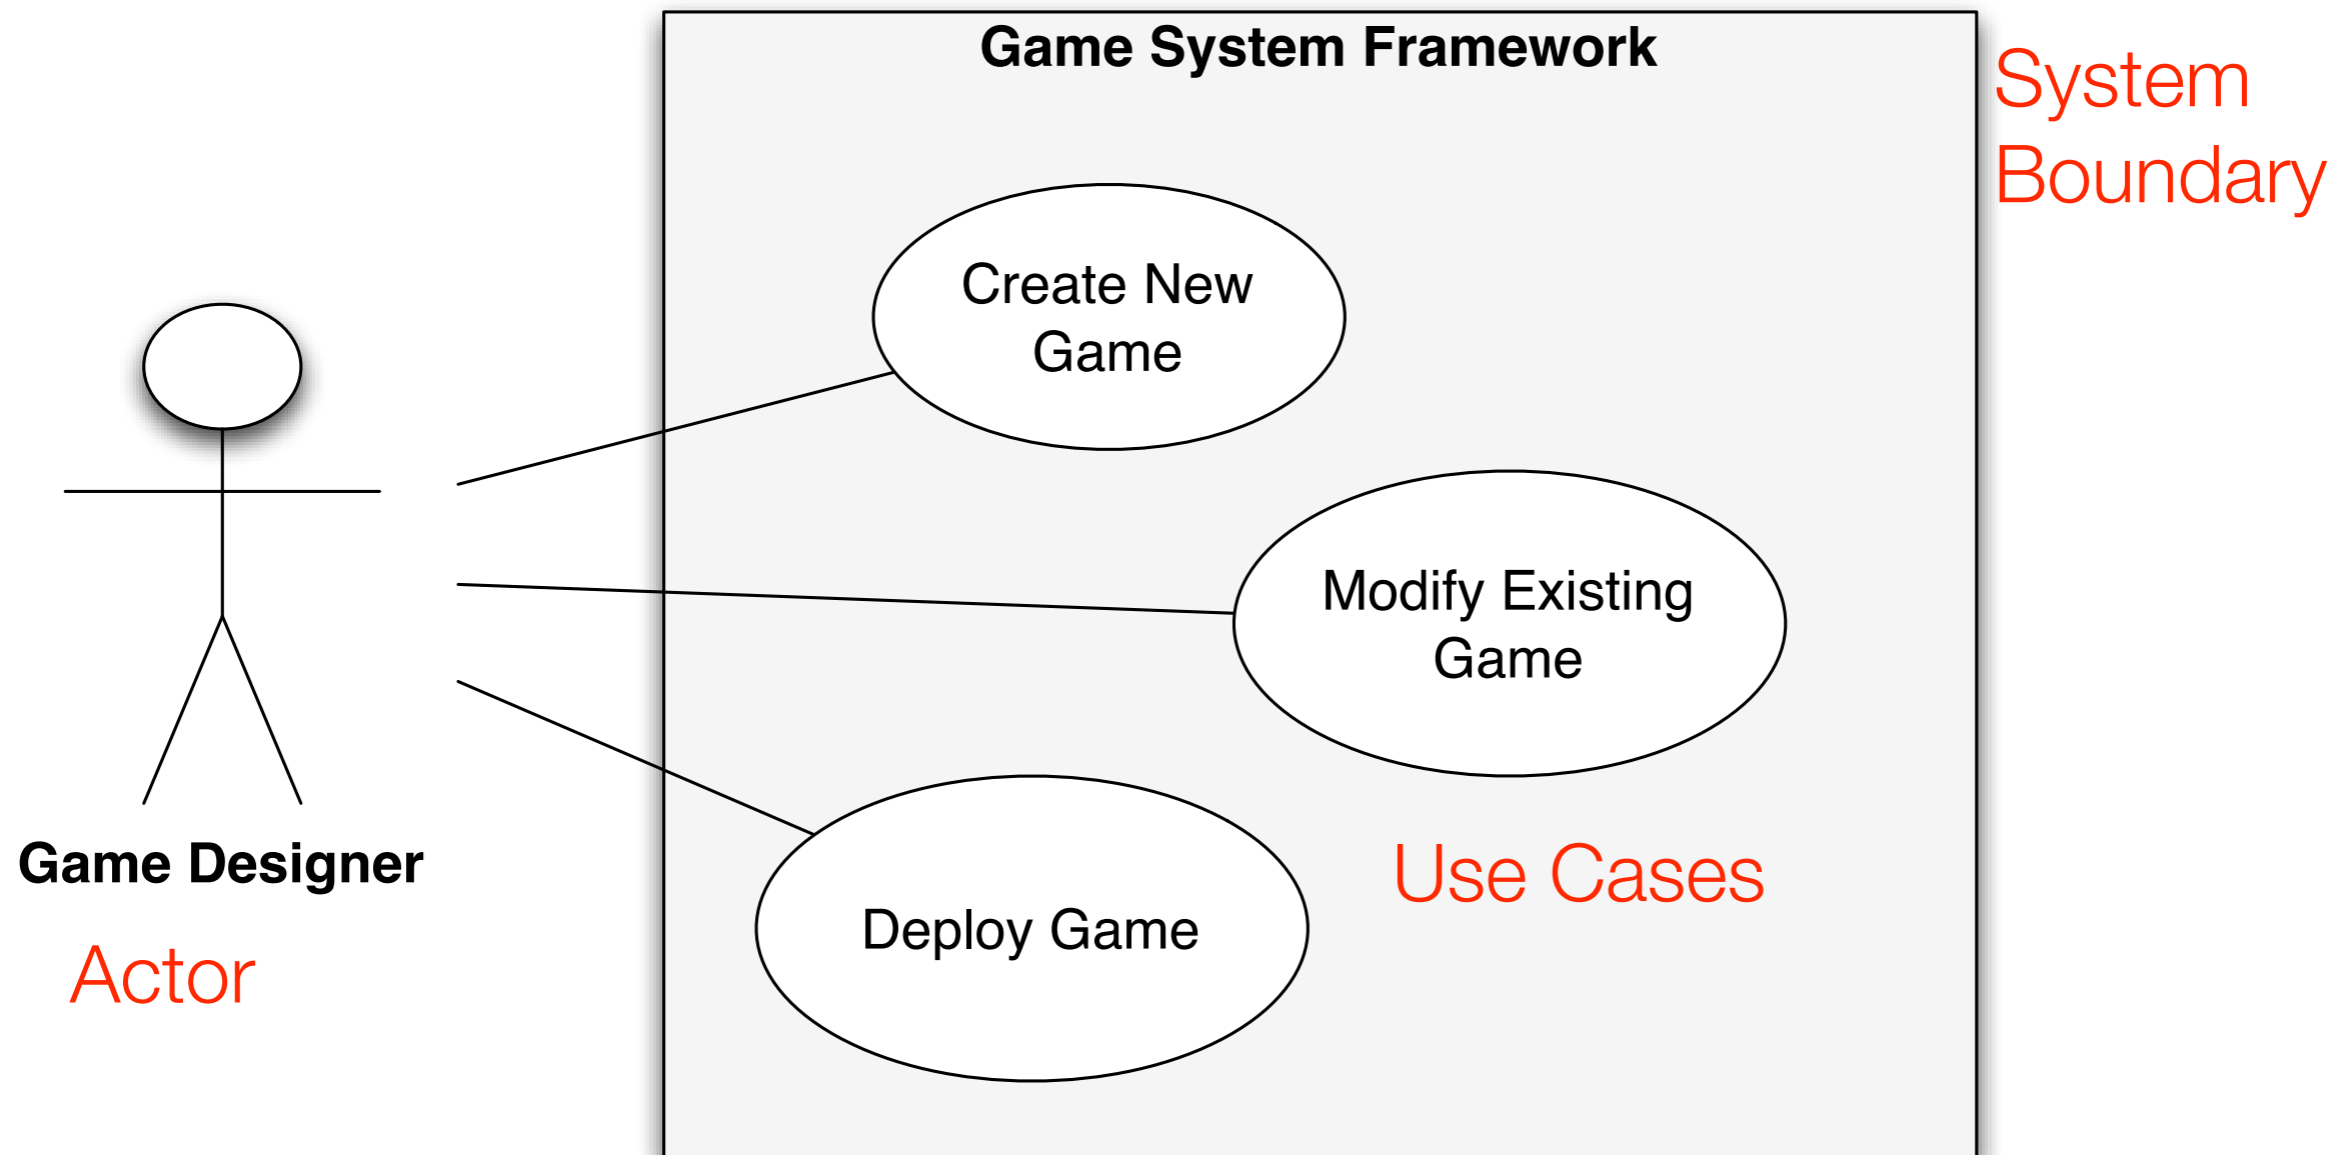 Game System Framework
System
Boundary
Create New
Game
Modify Existing
Game
Game Designer
Use Cases
Deploy Game
Actor